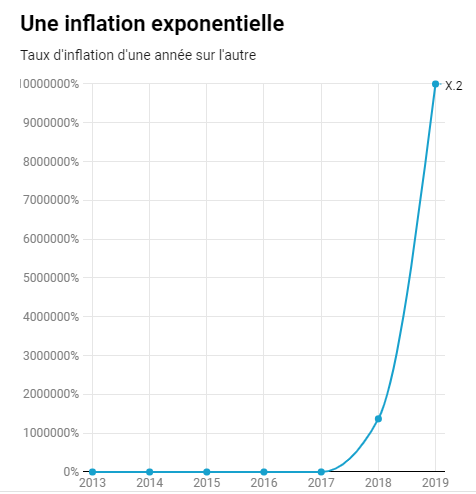 Une inflation exponentielle
Taux d'inflation d'une année sur l'autre
10000000%
X.2
9000000%
8000000%
7000000%
6000000%
5000000%
4000000%
3000000%
2000000%
1000000%
0%
2013 2014 2015 2016 2017 2018 2019